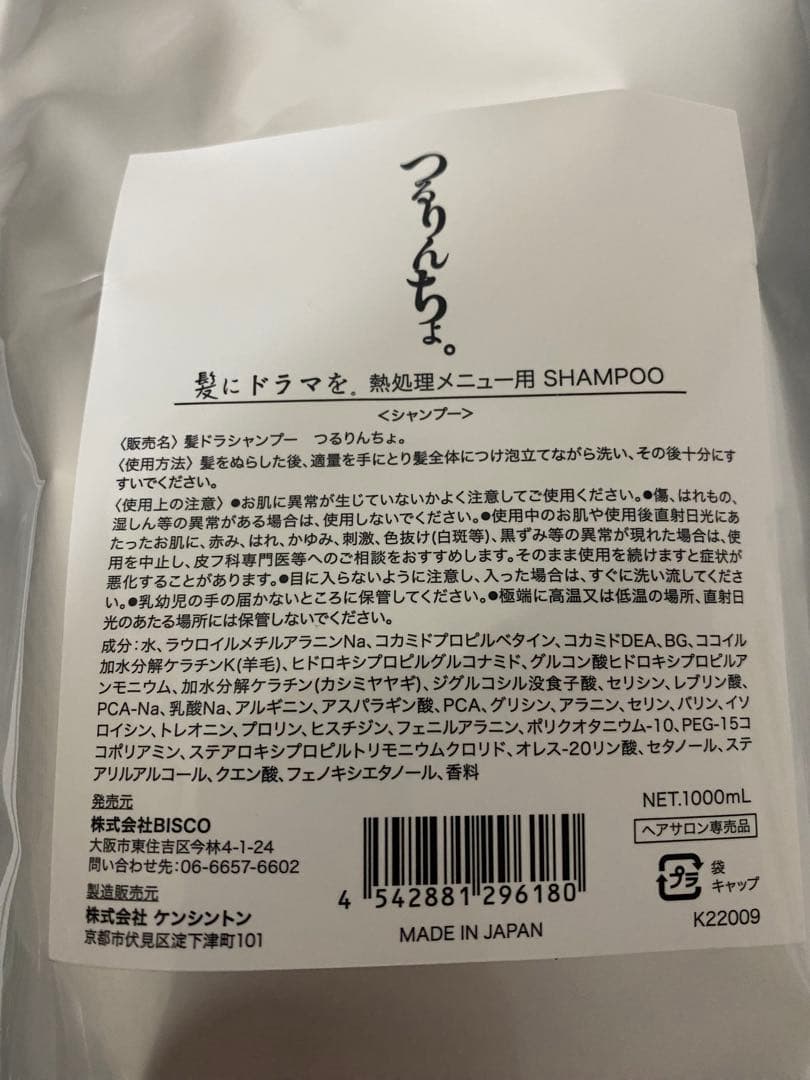 つるりんちょ。
髪にドラマを。熱処理メニュー用 SHAMPOO
<シャンプー>
〈販売名〉髪ドラシャンプー　つるりんちょ。
〈使用方法〉髪をぬらした後、適量を手にとり髪全体につけ泡立てながら洗い、その後十分にす
すいでください。
〈使用上の注意〉●お肌に異常が生じていないかよく注意してご使用ください。●傷、はれもの、
湿しん等の異常がある場合は、使用しないでください。●使用中のお肌や使用後直射日光にあ
たったお肌に、赤み、はれ、かゆみ、刺激、色抜け(白斑等)、黒ずみ等の異常が現れた場合は、使
用を中止し、皮フ科専門医等へのご相談をおすすめします。そのまま使用を続けますと症状が
悪化することがあります。●目に入らないように注意し、入った場合は、すぐに洗い流してくださ
い。●乳幼児の手の届かないところに保管してください。●極端に高温又は低温の場所、直射日
光のあたる場所には保管しないでください。
成分：水、ラウロイルメチルアラニンNa、コカミドプロピルベタイン、コカミドDEA、BG、ココイル
加水分解ケラチンK(羊毛)、ヒドロキシプロピルグルコナミド、グルコン酸ヒドロキシプロピルア
ンモニウム、加水分解ケラチン(カシミヤヤギ)、ジグルコシル没食子酸、セリシン、レブリン酸、
PCA-Na、乳酸Na、アルギニン、アスパラギン酸、PCA、グリシン、アラニン、セリン、バリン、イソ
ロイシン、トレオニン、プロリン、ヒスチジン、フェニルアラニン、ポリクオタニウム-10、PEG-15コ
コポリアミン、ステアロキシプロピルトリモニウムクロリド、オレス-20リン酸、セタノール、ステ
アリルアルコール、クエン酸、フェノキシエタノール、香料
発売元
株式会社BISCO
大阪市東住吉区今林4-1-24
問い合わせ先：06-6657-6602
製造販売元
株式会社 ケンシントン
京都市伏見区淀下津町101
4 542881 296180
MADE IN JAPAN
NET.1000mL
ヘアサロン専売品
プラ
袋
キャップ
K22009